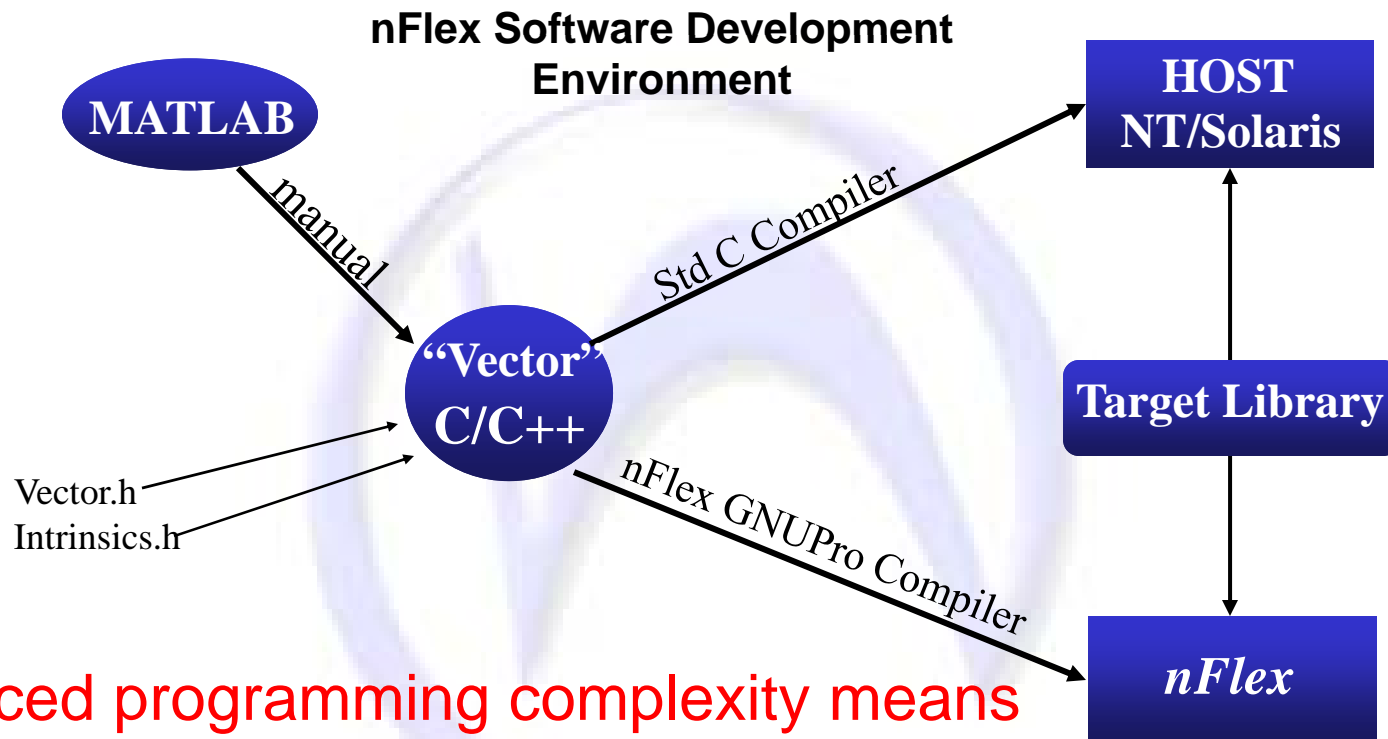 nFlex Software Development
Environment
MATLAB
HOST
NT/Solaris
manual
Std C Compiler
“Vector”
C/C++
Target Library
Vector.h
Intrinsics.h
nFlex GNUPro Compiler
nFlex
programming complexity means